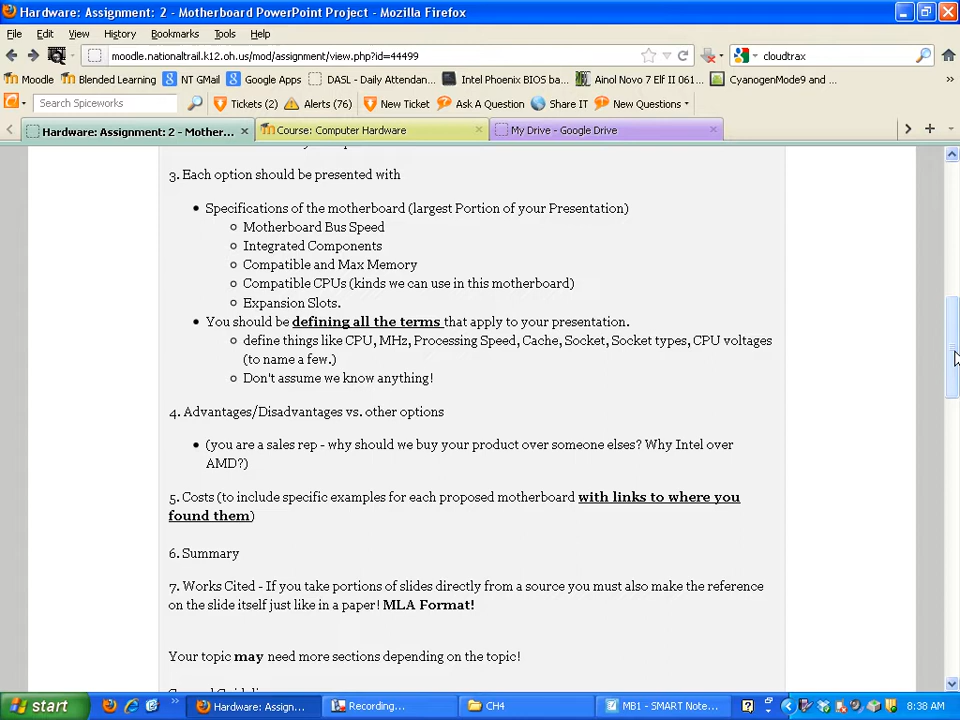 Hardware: Assignment: 2 - Motherboard PowerPoint Project - Mozilla Firefox
File Edit View History Bookmarks Tools Help
moodle.nationaltrail.k12.oh.us/mod/assignment/view.php?id=44499
cloudtrax
Moodle Blended Learning NT GMail Google Apps DASL - Daily Attendan... Intel Phoenix BIOS ba... Ainol Novo 7 Elf II 061... CyanogenMode9 and ...
Search Spiceworks Tickets (2) Alerts (76) New Ticket Ask A Question Share IT New Questions
Hardware: Assignment: 2 - Mother... Course: Computer Hardware My Drive - Google Drive
3. Each option should be presented with
Specifications of the motherboard (largest Portion of your Presentation)
Motherboard Bus Speed
Integrated Components
Compatible and Max Memory
Compatible CPUs (kinds we can use in this motherboard)
Expansion Slots.
You should be defining all the terms that apply to your presentation.
define things like CPU, MHz, Processing Speed, Cache, Socket, Socket types, CPU voltages
(to name a few.)
Don't assume we know anything!
4. Advantages/Disadvantages vs. other options
(you are a sales rep - why should we buy your product over someone elses? Why Intel over
AMD?)
5. Costs (to include specific examples for each proposed motherboard with links to where you
found them)
6. Summary
7. Works Cited - If you take portions of slides directly from a source you must also make the reference
on the slide itself just like in a paper! MLA Format!
Your topic may need more sections depending on the topic!
start Hardware: Assign... Recording... CH4 MB1 - SMART Note... 8:38 AM